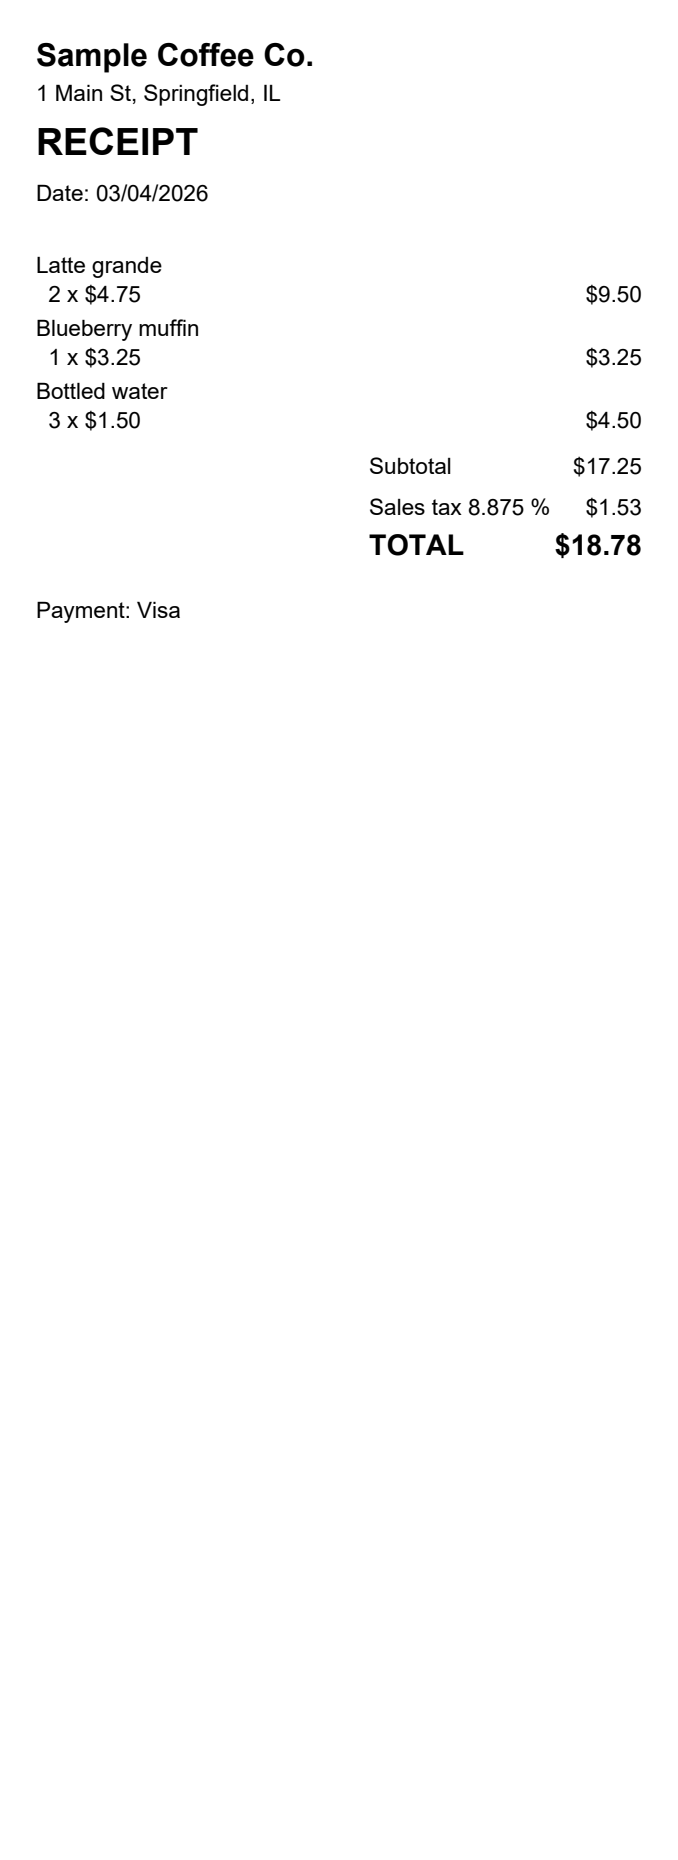 Sample Coffee Co.
1 Main St, Springfield, IL
RECEIPT
Date: 03/04/2026
Latte grande
2 x $4.75 $9.50
Blueberry muffin
1 x $3.25 $3.25
Bottled water
3 x $1.50 $4.50
Subtotal $17.25
Sales tax 8.875 % $1.53
TOTAL $18.78
Payment: Visa